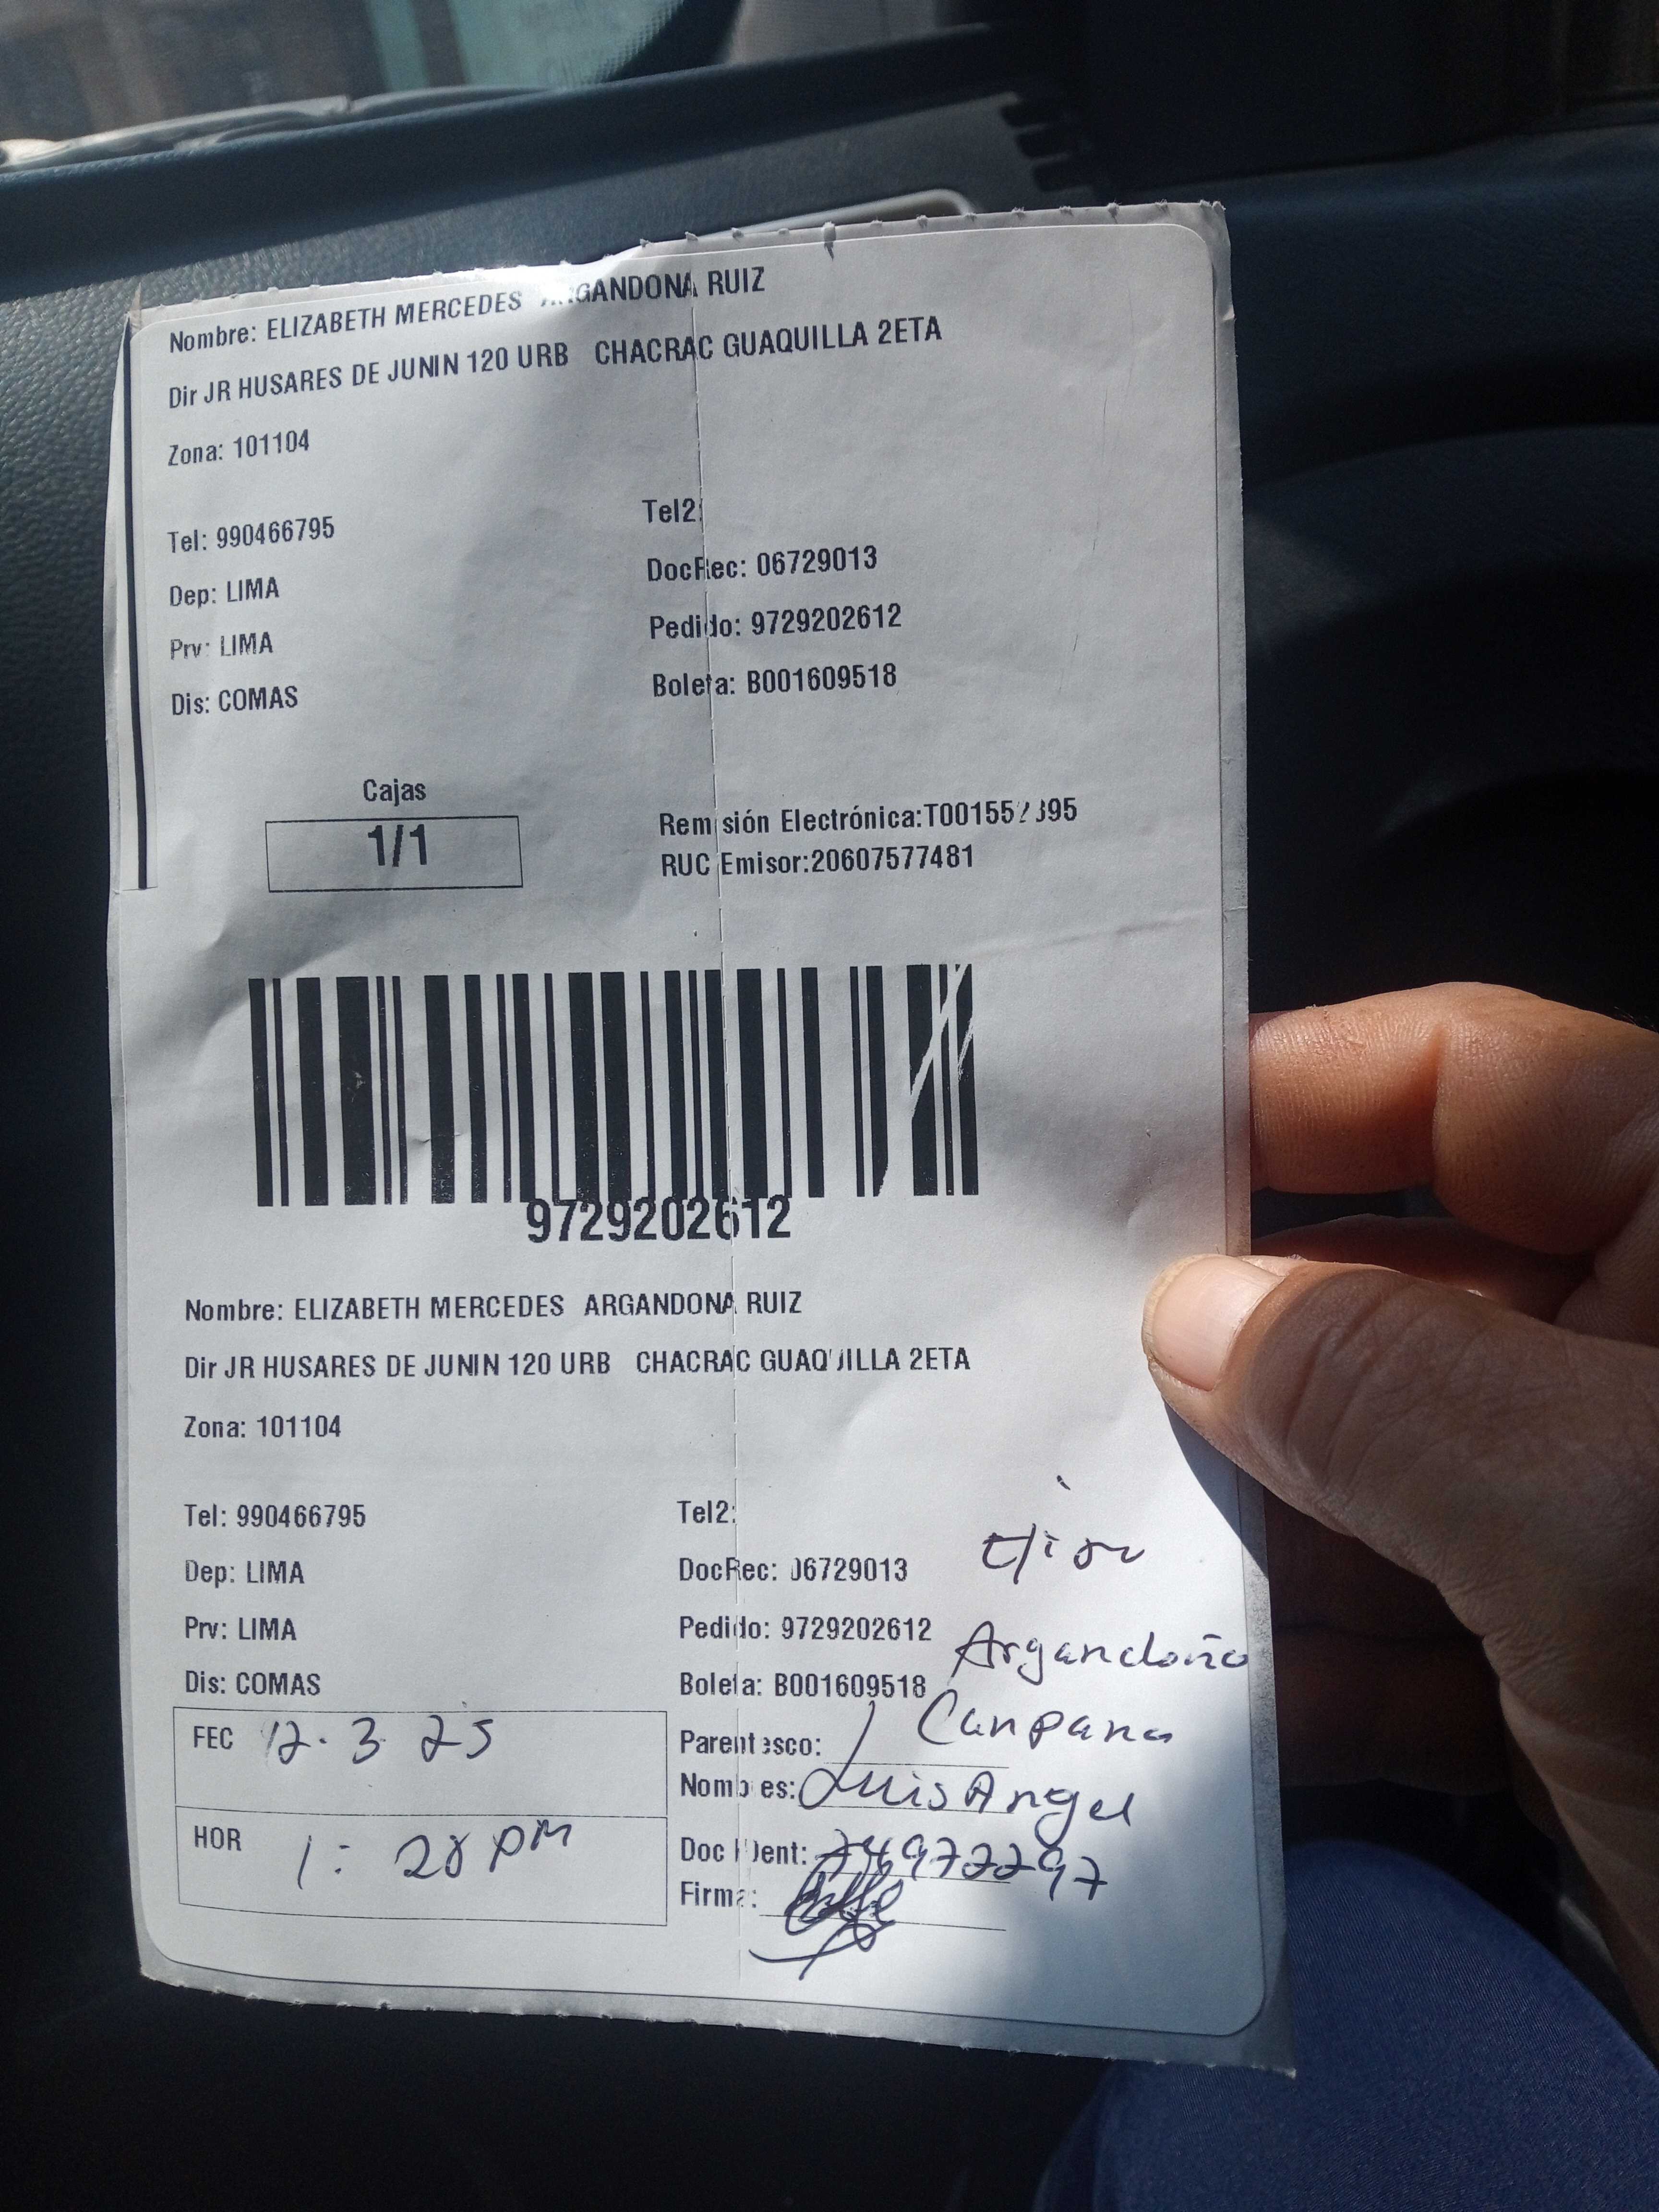 Nombre: ELIZABETH MERCEDES ARGANDONA RUIZ
Dir JR HUSARES DE JUNIN 120 URB CHACRAC GUAQUILLA 2ETA
Zona: 101104
Tel: 990466795
Tel2:
Dep: LIMA
DocRec: 06729013
Prv: LIMA
Pedido: 9729202612
Dis: COMAS
Boleta: B001609518
Cajas
1/1
Remisión Electrónica:
RUC Emisor:20607577481
9729202612
Nombre: ELIZABETH MERCEDES ARGANDONA RUIZ
Dir JR HUSARES DE JUNIN 120 URB CHACRAC GUAQUILLA 2ETA
Zona: 101104
Tel: 990466795
Tel2:
Dep: LIMA
DocRec: 06729013
Prv: LIMA
Pedido: 9729202612
Dis: COMAS
Boleta: B001609518
Argandoño
FEC 12.3 25
Parentesco: Canpana
Nombres: Luis Angel
HOR 1:28 PM
Doc Ident:
Firma: